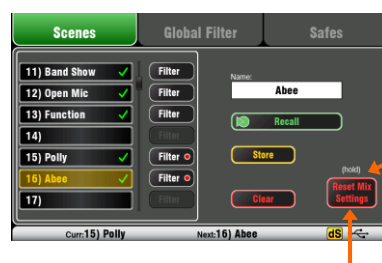 Scenes Global Filter Safes
11) Band Show Filter
12) Open Mic Filter
13) Function Filter
14) Filter
15) Polly Filter
16) Abee Filter
17)
Name:
Abee
Recall
Store
Clear
(hold)
Reset Mix
Settings
Curr:15) Polly Next:16) Abee dS